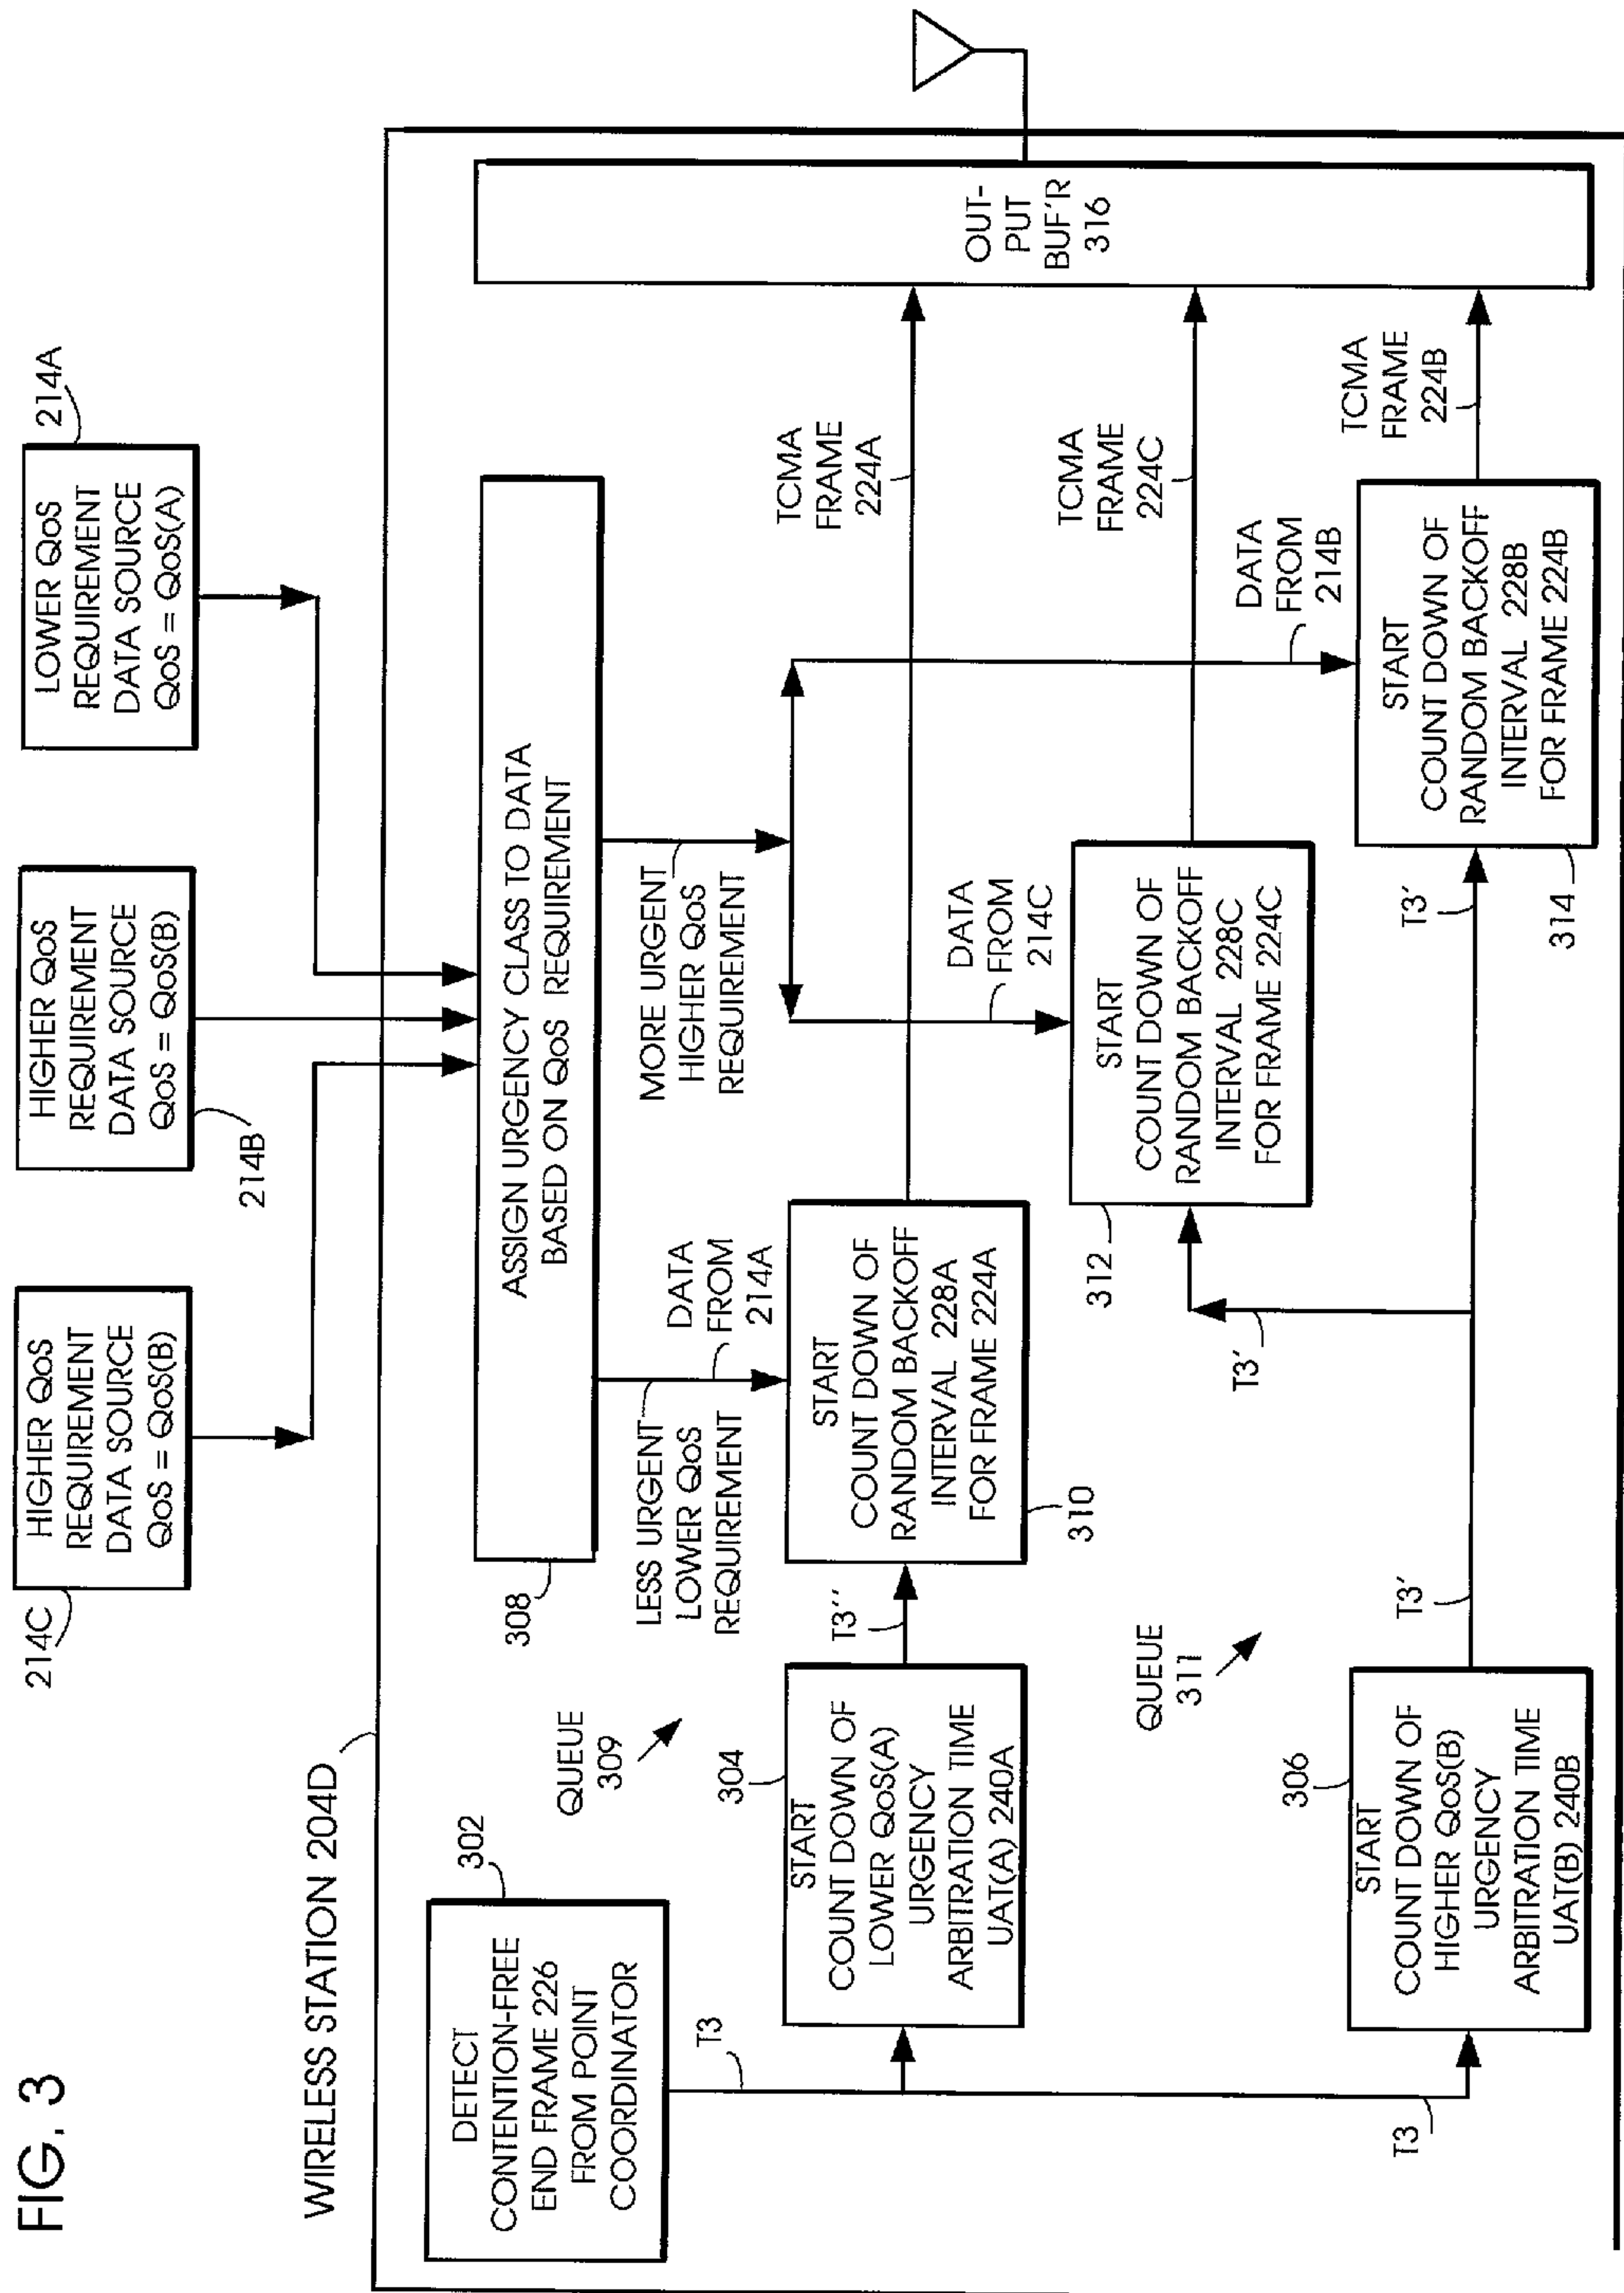 FIG. 3
WIRELESS STATION 204D
214C
HIGHER QoS
REQUIREMENT
DATA SOURCE
QoS = QoS(B)
HIGHER QoS
REQUIREMENT
DATA SOURCE
QoS = QoS(B)
214B
LOWER QoS
REQUIREMENT
DATA SOURCE
QoS = QoS(A)
214A
302
DETECT
CONTENTION-FREE
END FRAME 226
FROM POINT
COORDINATOR
308
ASSIGN URGENCY CLASS TO DATA
BASED ON QoS REQUIREMENT
QUEUE
309
LESS URGENT
LOWER QoS
REQUIREMENT
DATA
FROM
214A
MORE URGENT
HIGHER QoS
REQUIREMENT
T3
304
START
COUNT DOWN OF
LOWER QoS(A)
URGENCY
ARBITRATION TIME
UAT(A) 240A
T3''
START
COUNT DOWN OF
RANDOM BACKOFF
INTERVAL 228A
FOR FRAME 224A
310
TCMA
FRAME
224A
OUT-
PUT
BUF'R
316
DATA
FROM
214C
312
START
COUNT DOWN OF
RANDOM BACKOFF
INTERVAL 228C
FOR FRAME 224C
TCMA
FRAME
224C
QUEUE
311
T3'
DATA
FROM
214B
T3
306
START
COUNT DOWN OF
HIGHER QoS(B)
URGENCY
ARBITRATION TIME
UAT(B) 240B
T3'
T3'
314
START
COUNT DOWN OF
RANDOM BACKOFF
INTERVAL 228B
FOR FRAME 224B
TCMA
FRAME
224B